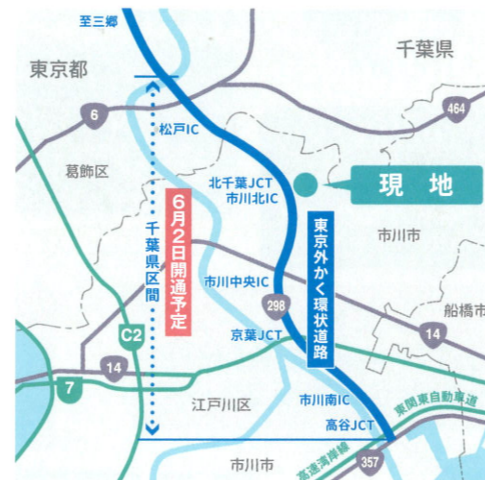 至三郷
千葉県
東京都
6
464
松戸IC
葛飾区
北千葉JCT
市川北IC
現地
6月2日開通予定
千葉県区間
東京外かく環状道路
市川市
市川中央IC
298
船橋市
C2
京葉JCT
14
14
7
江戸川区
市川南IC
東関東自動車道
高谷JCT
高速湾岸線
357
市川市